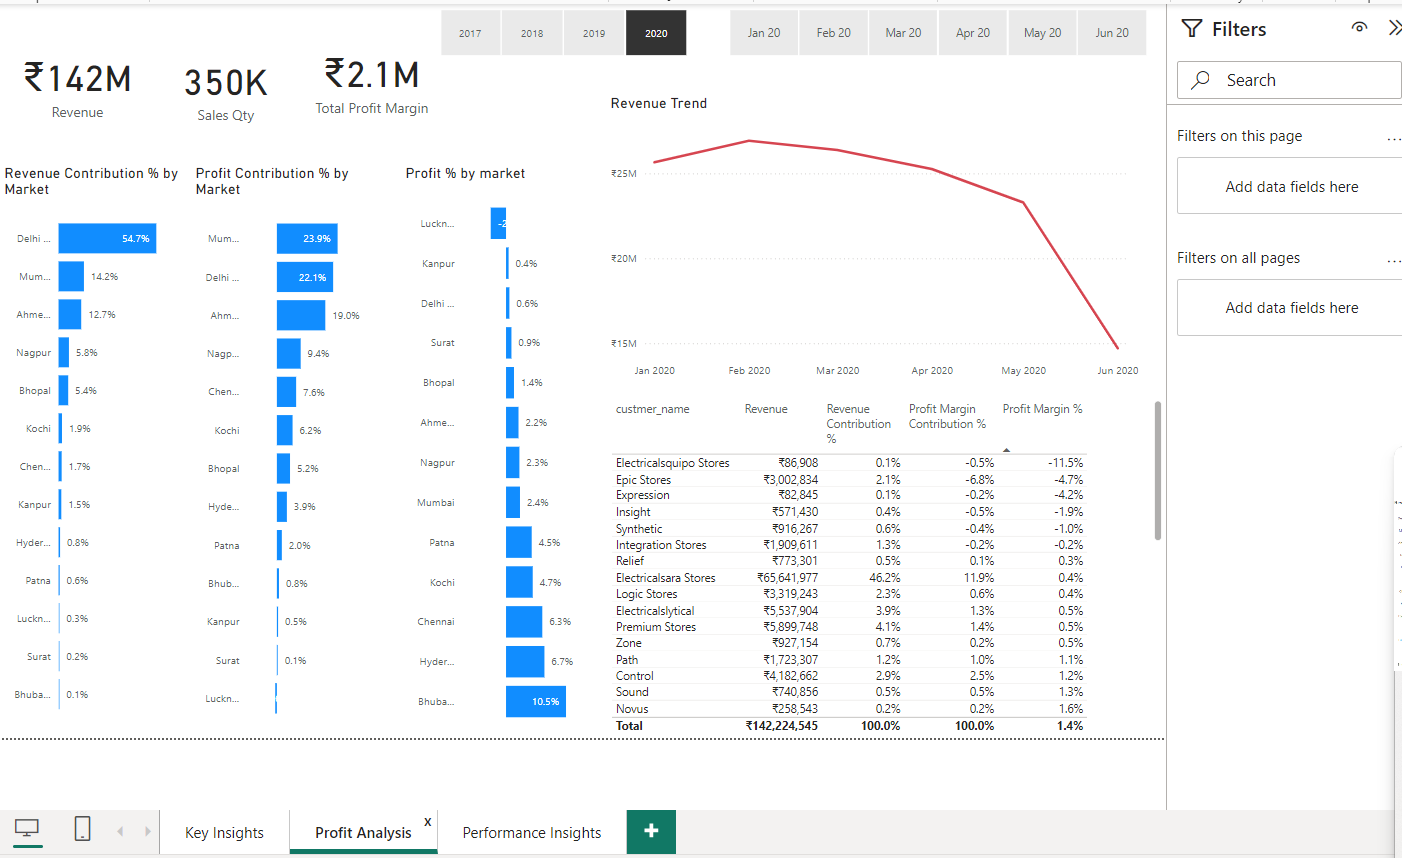 2017 2018 2019 2020 Jan 20 Feb 20 Mar 20 Apr 20 May 20 Jun 20
₹142M
Revenue
350K
Sales Qty
₹2.1M
Total Profit Margin
Revenue Contribution % by
Market
Delhi ... 54.7%
Mum... 14.2%
Ahme... 12.7%
Nagpur 5.8%
Bhopal 5.4%
Kochi 1.9%
Chen... 1.7%
Kanpur 1.5%
Hyder... 0.8%
Patna 0.6%
Luckn... 0.3%
Surat 0.2%
Bhuba... 0.1%
Profit Contribution % by
Market
Mum... 23.9%
Delhi ... 22.1%
Ahm... 19.0%
Nagp... 9.4%
Chen... 7.6%
Kochi 6.2%
Bhopal 5.2%
Hyde... 3.9%
Patna 2.0%
Bhub... 0.8%
Kanpur 0.5%
Surat 0.1%
Luckn...
Profit % by market
Luckn...
Kanpur 0.4%
Delhi ... 0.6%
Surat 0.9%
Bhopal 1.4%
Ahme... 2.2%
Nagpur 2.3%
Mumbai 2.4%
Patna 4.5%
Kochi 4.7%
Chennai 6.3%
Hyder... 6.7%
Bhuba... 10.5%
Revenue Trend
₹25M
₹20M
₹15M
Jan 2020 Feb 2020 Mar 2020 Apr 2020 May 2020 Jun 2020
custmer_name Revenue Revenue Profit Margin Profit Margin %
Contribution Contribution %
%
Electricalsquipo Stores ₹86,908 0.1% -0.5% -11.5%
Epic Stores ₹3,002,834 2.1% -6.8% -4.7%
Expression ₹82,845 0.1% -0.2% -4.2%
Insight ₹571,430 0.4% -0.5% -1.9%
Synthetic ₹916,267 0.6% -0.4% -1.0%
Integration Stores ₹1,909,611 1.3% -0.2% -0.2%
Relief ₹773,301 0.5% 0.1% 0.3%
Electricalsara Stores ₹65,641,977 46.2% 11.9% 0.4%
Logic Stores ₹3,319,243 2.3% 0.6% 0.4%
Electricalslytical ₹5,537,904 3.9% 1.3% 0.5%
Premium Stores ₹5,899,748 4.1% 1.4% 0.5%
Zone ₹927,154 0.7% 0.2% 0.5%
Path ₹1,723,307 1.2% 1.0% 1.1%
Control ₹4,182,662 2.9% 2.5% 1.2%
Sound ₹740,856 0.5% 0.5% 1.3%
Novus ₹258,543 0.2% 0.2% 1.6%
Total ₹142,224,545 100.0% 100.0% 1.4%
Filters
Search
Filters on this page ...
Add data fields here
Filters on all pages ...
Add data fields here
Key Insights Profit Analysis x Performance Insights +